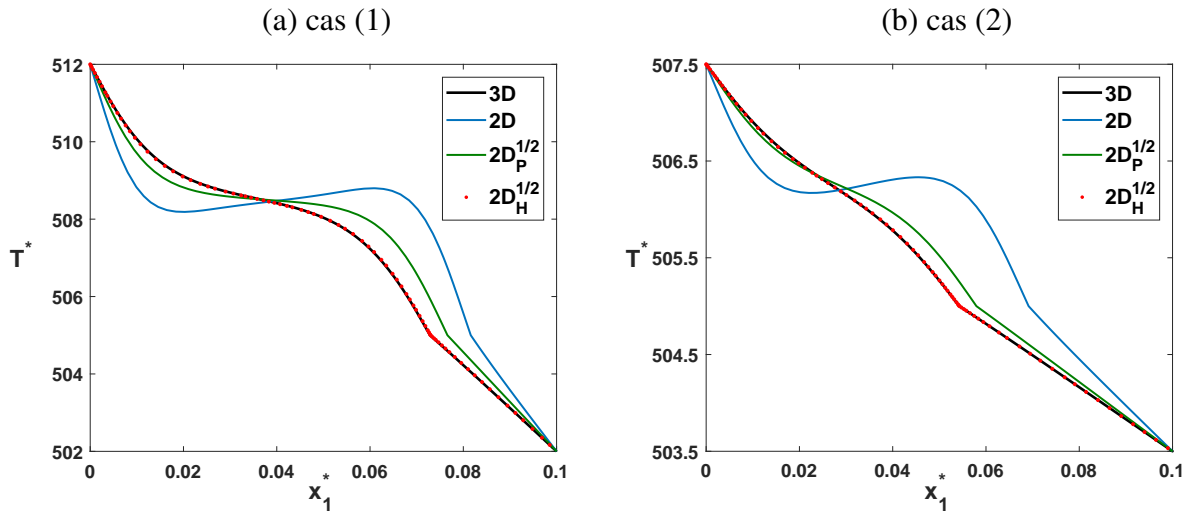 (a) cas (1)
512
510
508
506
504
502
T*
0
0.02
0.04
0.06
0.08
0.1
x₁*
3D
2D
2D_P^{1/2}
2D_H^{1/2}
(b) cas (2)
507.5
506.5
505.5
504.5
503.5
T*
0
0.02
0.04
0.06
0.08
0.1
x₁*
3D
2D
2D_P^{1/2}
2D_H^{1/2}